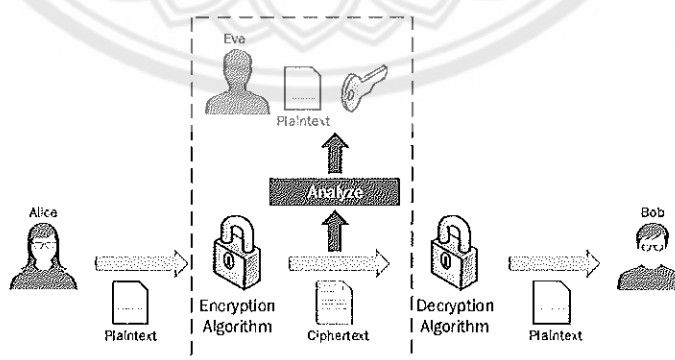 Eve
Plaintext
Analyze
Alice
Bob
Plaintext
Encryption
Algorithm
Ciphertext
Decryption
Algorithm
Plaintext